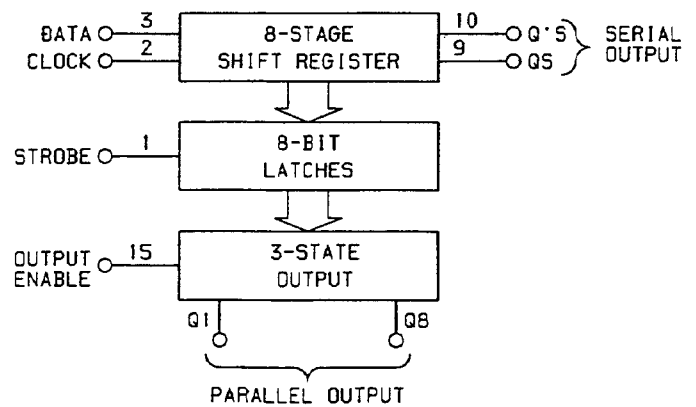 DATA 3
CLOCK 2
8-STAGE
SHIFT REGISTER
10 Q'S
9 QS
SERIAL
OUTPUT
STROBE 1
8-BIT
LATCHES
OUTPUT
ENABLE
15
3-STATE
OUTPUT
Q1
Q8
PARALLEL OUTPUT